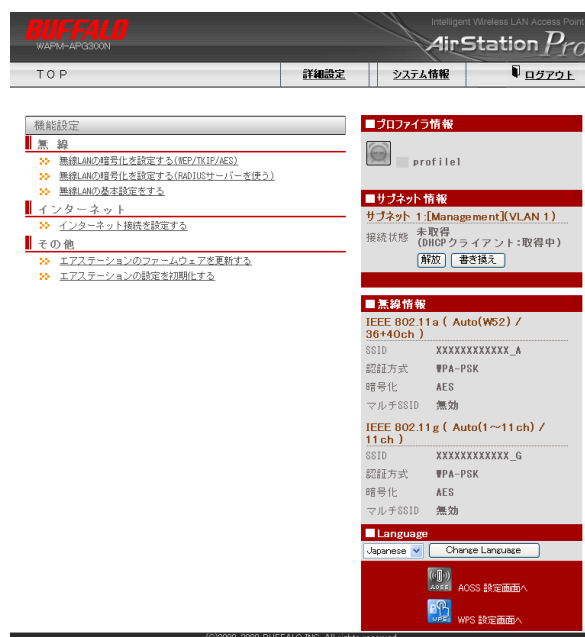 BUFFALO
WAPM-APG300N
Intelligent Wireless LAN Access Point
AirStation Pro
TOP
詳細設定
システム情報
ログアウト
機能設定
無 線
無線LANの暗号化を設定する(WEP/TKIP/AES)
無線LANの暗号化を設定する(RADIUSサーバーを使う)
無線LANの基本設定をする
インターネット
インターネット接続を設定する
その他
エアステーションのファームウェアを更新する
エアステーションの設定を初期化する
■プロファイラ情報
profile1
■サブネット情報
サブネット 1:[Management](VLAN 1)
接続状態 未取得
(DHCPクライアント:取得中)
解放 書き換え
■無線情報
IEEE 802.11a ( Auto(W52) /
36+40ch )
SSID XXXXXXXXXXXX_A
認証方式 WPA-PSK
暗号化 AES
マルチSSID 無効
IEEE 802.11g ( Auto(1〜11ch) /
11ch )
SSID XXXXXXXXXXXX_G
認証方式 WPA-PSK
暗号化 AES
マルチSSID 無効
■Language
Japanese Change Language
AOSS AOSS 設定画面へ
WPS WPS 設定画面へ
BUFFALO INC. All rights reserved